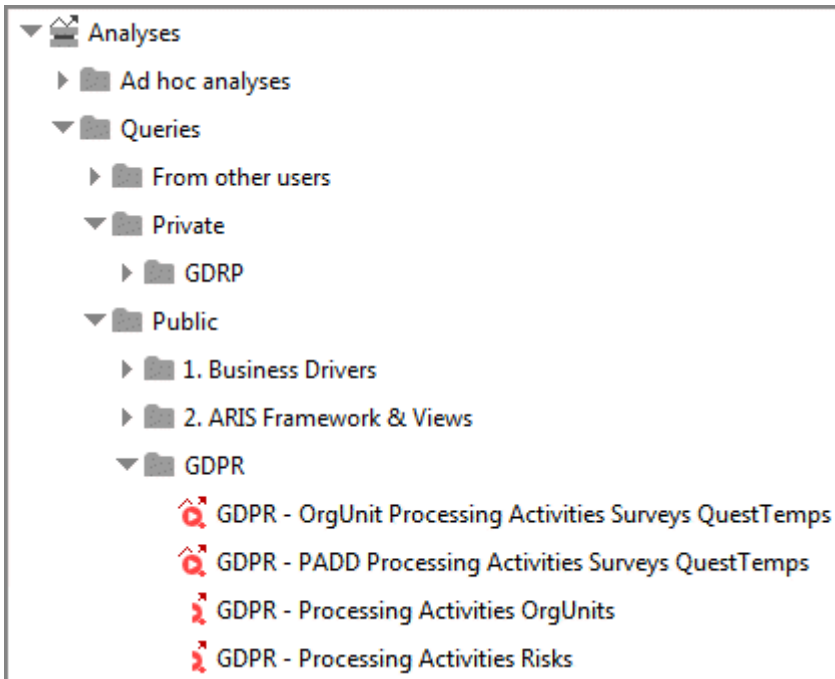 Analyses
Ad hoc analyses
Queries
From other users
Private
GDRP
Public
1. Business Drivers
2. ARIS Framework & Views
GDPR
GDPR - OrgUnit Processing Activities Surveys QuestTemps
GDPR - PADD Processing Activities Surveys QuestTemps
GDPR - Processing Activities OrgUnits
GDPR - Processing Activities Risks